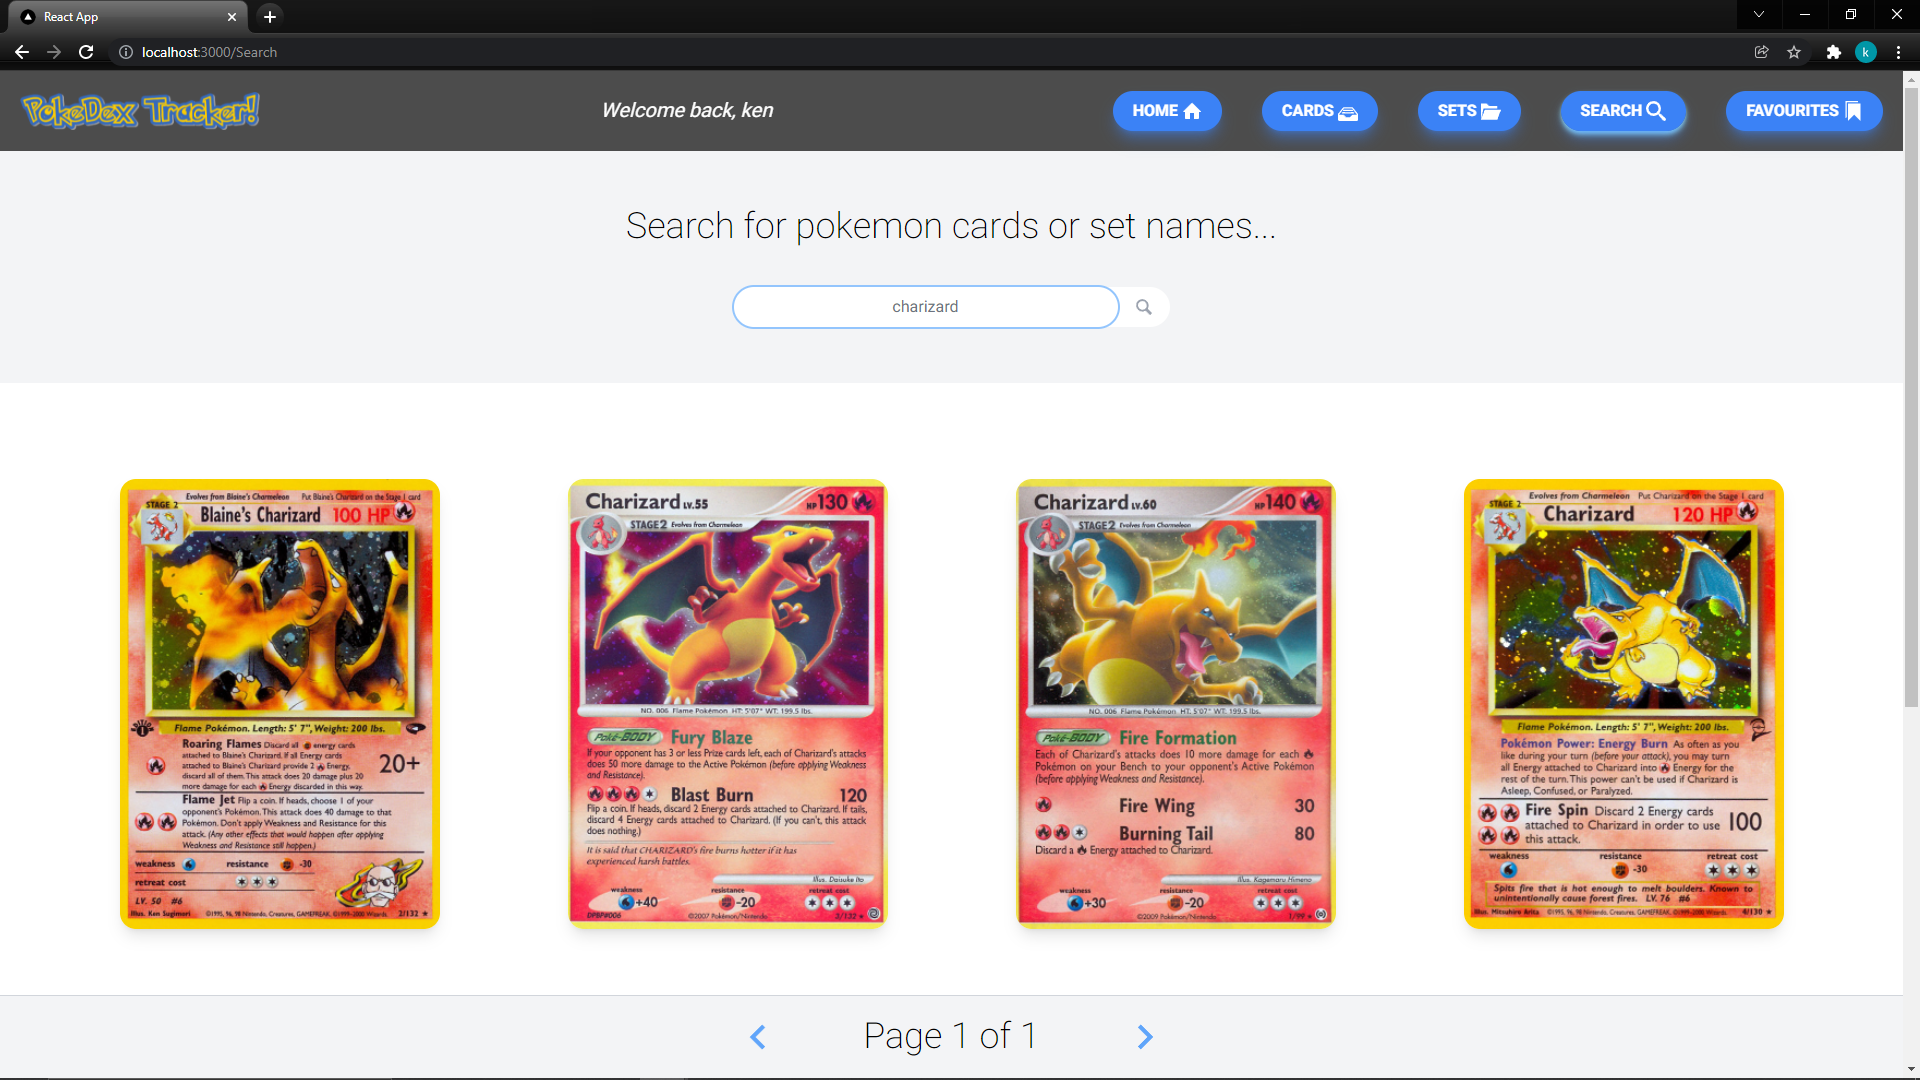 React App
localhost:3000/Search
k
PokeDex Tracker!
Welcome back, ken
HOME
CARDS
SETS
SEARCH
FAVOURITES
Search for pokemon cards or set names...
charizard
STAGE 2
Evolves from Blaine's Charmeleon Put Blaine's Charizard on the Stage 1 card
Blaine's Charizard 100 HP
Flame Pokémon. Length: 5' 7", Weight: 200 lbs.
Roaring Flames Discard all energy cards
attached to Blaine's Charizard. If all Energy cards
attached to Blaine's Charizard provide 2 Energy,
discard all of them. This attack does 20 damage plus 20
more damage for each Energy discarded in this way.
20+
Flame Jet Flip a coin. If heads, choose 1 of your
opponent's Pokémon. This attack does 40 damage to that
Pokémon. Don't apply Weakness and Resistance for this
attack. (Any other effects that would happen after applying
Weakness and Resistance still happen.)
weakness resistance -30
retreat cost
LV. 50 #6
Illus. Ken Sugimori ©1995, 96, 98 Nintendo, Creatures, GAMEFREAK. ©1999-2000 Wizards. 2/132
Charizard LV.55 HP 130
STAGE2 Evolves from Charmeleon
NO. 006 Flame Pokémon HT: 5'07" WT: 199.5 lbs.
Poké-BODY Fury Blaze
If your opponent has 3 or less Prize cards left, each of Charizard's attacks
does 50 more damage to the Active Pokémon (before applying Weakness
and Resistance).
Blast Burn 120
Flip a coin. If heads, discard 2 Energy cards attached to Charizard. If tails,
discard 4 Energy cards attached to Charizard. (If you can't, this attack
does nothing.)
It is said that CHARIZARD's fire burns hotter if it has
experienced harsh battles.
Illus. Daisuke Ito
weakness resistance retreat cost
+40 -20
DPBP#006 ©2007 Pokémon/Nintendo 3/132
Charizard LV.60 HP 140
STAGE2 Evolves from Charmeleon
NO. 006 Flame Pokémon HT: 5'07" WT: 199.5 lbs.
Poké-BODY Fire Formation
Each of Charizard's attacks does 10 more damage for each
Pokémon on your Bench to your opponent's Active Pokémon
(before applying Weakness and Resistance).
Fire Wing 30
Burning Tail 80
Discard a Energy attached to Charizard.
Illus. Kagemaru Himeno
weakness resistance retreat cost
+30 -20
©2009 Pokémon/Nintendo 1/99
STAGE 2
Evolves from Charmeleon Put Charizard on the Stage 1 card
Charizard 120 HP
Flame Pokémon. Length: 5' 7", Weight: 200 lbs.
Pokémon Power: Energy Burn As often as you
like during your turn (before your attack), you may turn
all Energy attached to Charizard into Energy for the
rest of the turn. This power can't be used if Charizard is
Asleep, Confused, or Paralyzed.
Fire Spin Discard 2 Energy cards
attached to Charizard in order to use
this attack.
100
weakness resistance retreat cost
-30
Spits fire that is hot enough to melt boulders. Known to
unintentionally cause forest fires. LV. 76 #6
Illus. Mitsuhiro Arita ©1995, 96, 98 Nintendo, Creatures, GAMEFREAK. ©1999-2000 Wizards. 4/130
Page 1 of 1